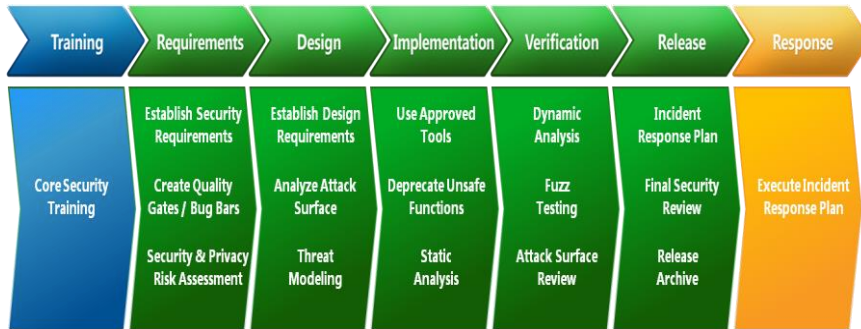 Training
Requirements
Design
Implementation
Verification
Release
Response
Core Security
Training
Establish Security
Requirements
Create Quality
Gates / Bug Bars
Security & Privacy
Risk Assessment
Establish Design
Requirements
Analyze Attack
Surface
Threat
Modeling
Use Approved
Tools
Deprecate Unsafe
Functions
Static
Analysis
Dynamic
Analysis
Fuzz
Testing
Attack Surface
Review
Incident
Response Plan
Final Security
Review
Release
Archive
Execute Incident
Response Plan